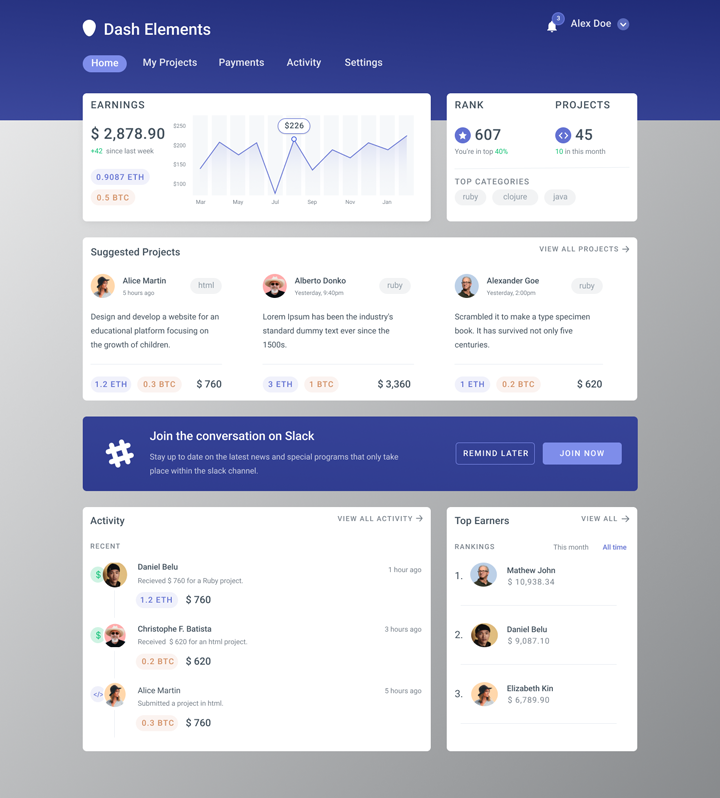 Dash Elements
3
Alex Doe
Home
My Projects
Payments
Activity
Settings
EARNINGS
$ 2,878.90
+42 since last week
0.9087 ETH
0.5 BTC
$250
$200
$150
$100
$226
Mar
May
Jul
Sep
Nov
Jan
RANK
607
You're in top 40%
PROJECTS
45
10 in this month
TOP CATEGORIES
ruby
clojure
java
Suggested Projects
VIEW ALL PROJECTS
Alice Martin
5 hours ago
html
Design and develop a website for an
educational platform focusing on
the growth of children.
1.2 ETH
0.3 BTC
$ 760
Alberto Donko
Yesterday, 9:40pm
ruby
Lorem Ipsum has been the industry's
standard dummy text ever since the
1500s.
3 ETH
1 BTC
$ 3,360
Alexander Goe
Yesterday, 2:00pm
ruby
Scrambled it to make a type specimen
book. It has survived not only five
centuries.
1 ETH
0.2 BTC
$ 620
Join the conversation on Slack
Stay up to date on the latest news and special programs that only take
place within the slack channel.
REMIND LATER
JOIN NOW
Activity
VIEW ALL ACTIVITY
RECENT
$
Daniel Belu
1 hour ago
Recieved $ 760 for a Ruby project.
1.2 ETH
$ 760
$
Christophe F. Batista
3 hours ago
Received $ 620 for an html project.
0.2 BTC
$ 620
</>
Alice Martin
5 hours ago
Submitted a project in html.
0.3 BTC
$ 760
Top Earners
VIEW ALL
RANKINGS
This month
All time
1.
Mathew John
$ 10,938.34
2.
Daniel Belu
$ 9,087.10
3.
Elizabeth Kin
$ 6,789.90